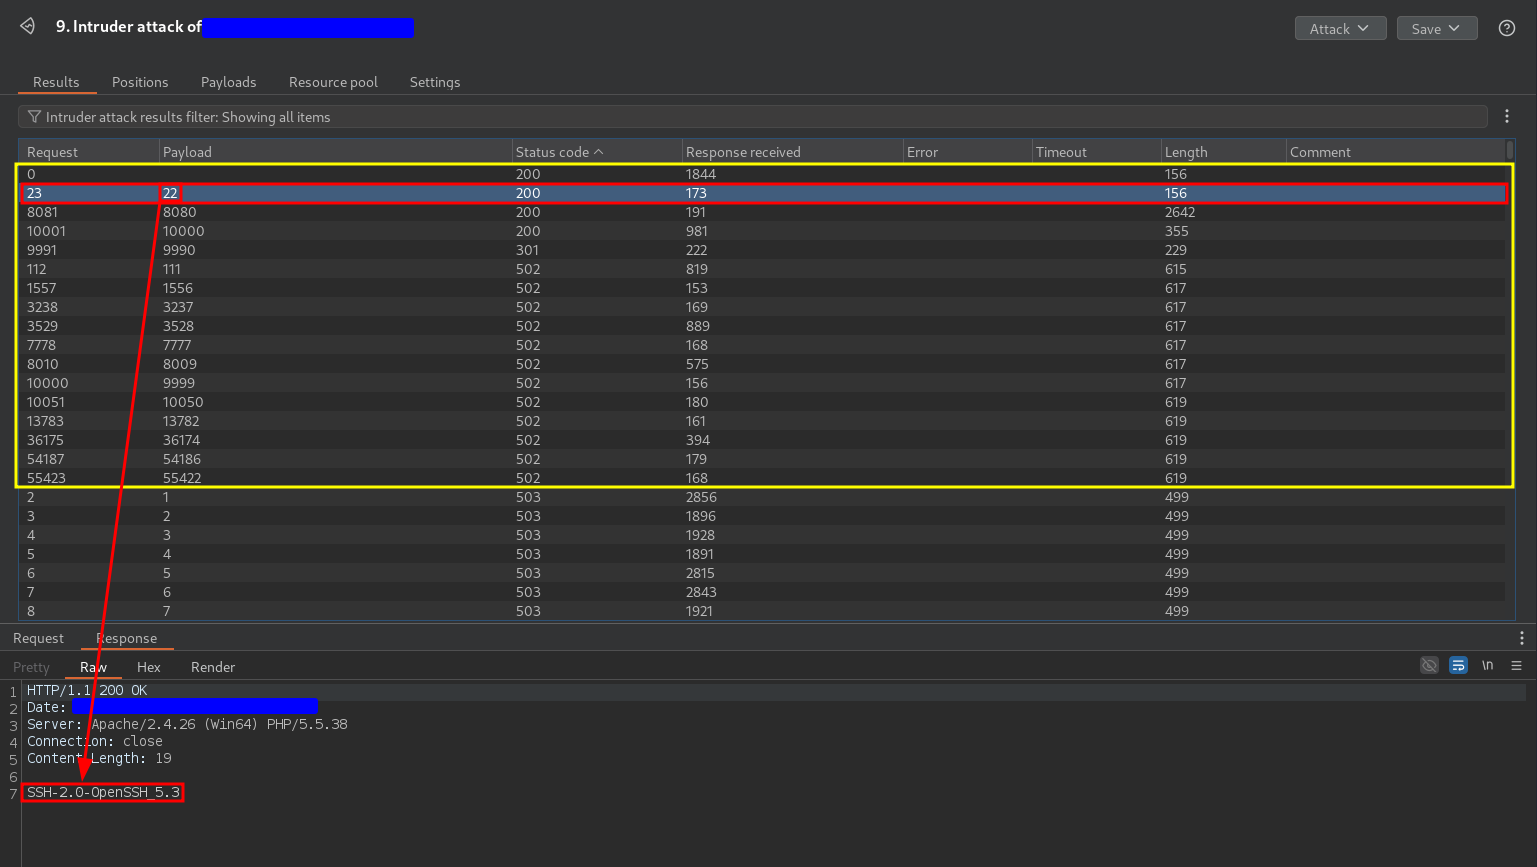 9. Intruder attack of
Attack Save
Results Positions Payloads Resource pool Settings
Intruder attack results filter: Showing all items
Request Payload Status code Response received Error Timeout Length Comment
0 200 1844 156
23 22 200 173 156
8081 8080 200 191 2642
10001 10000 200 981 355
9991 9990 301 222 229
112 111 502 819 615
1557 1556 502 153 617
3238 3237 502 169 617
3529 3528 502 889 617
7778 7777 502 168 617
8010 8009 502 575 617
10000 9999 502 156 617
10051 10050 502 180 619
13783 13782 502 161 619
36175 36174 502 394 619
54187 54186 502 179 619
55423 55422 502 168 619
2 1 503 2856 499
3 2 503 1896 499
4 3 503 1928 499
5 4 503 1891 499
6 5 503 2815 499
7 6 503 2843 499
8 7 503 1921 499
Request Response
Pretty Raw Hex Render \n
1 HTTP/1.1 200 OK
2 Date:
3 Server: Apache/2.4.26 (Win64) PHP/5.5.38
4 Connection: close
5 Content-Length: 19
6
7 SSH-2.0-OpenSSH_5.3